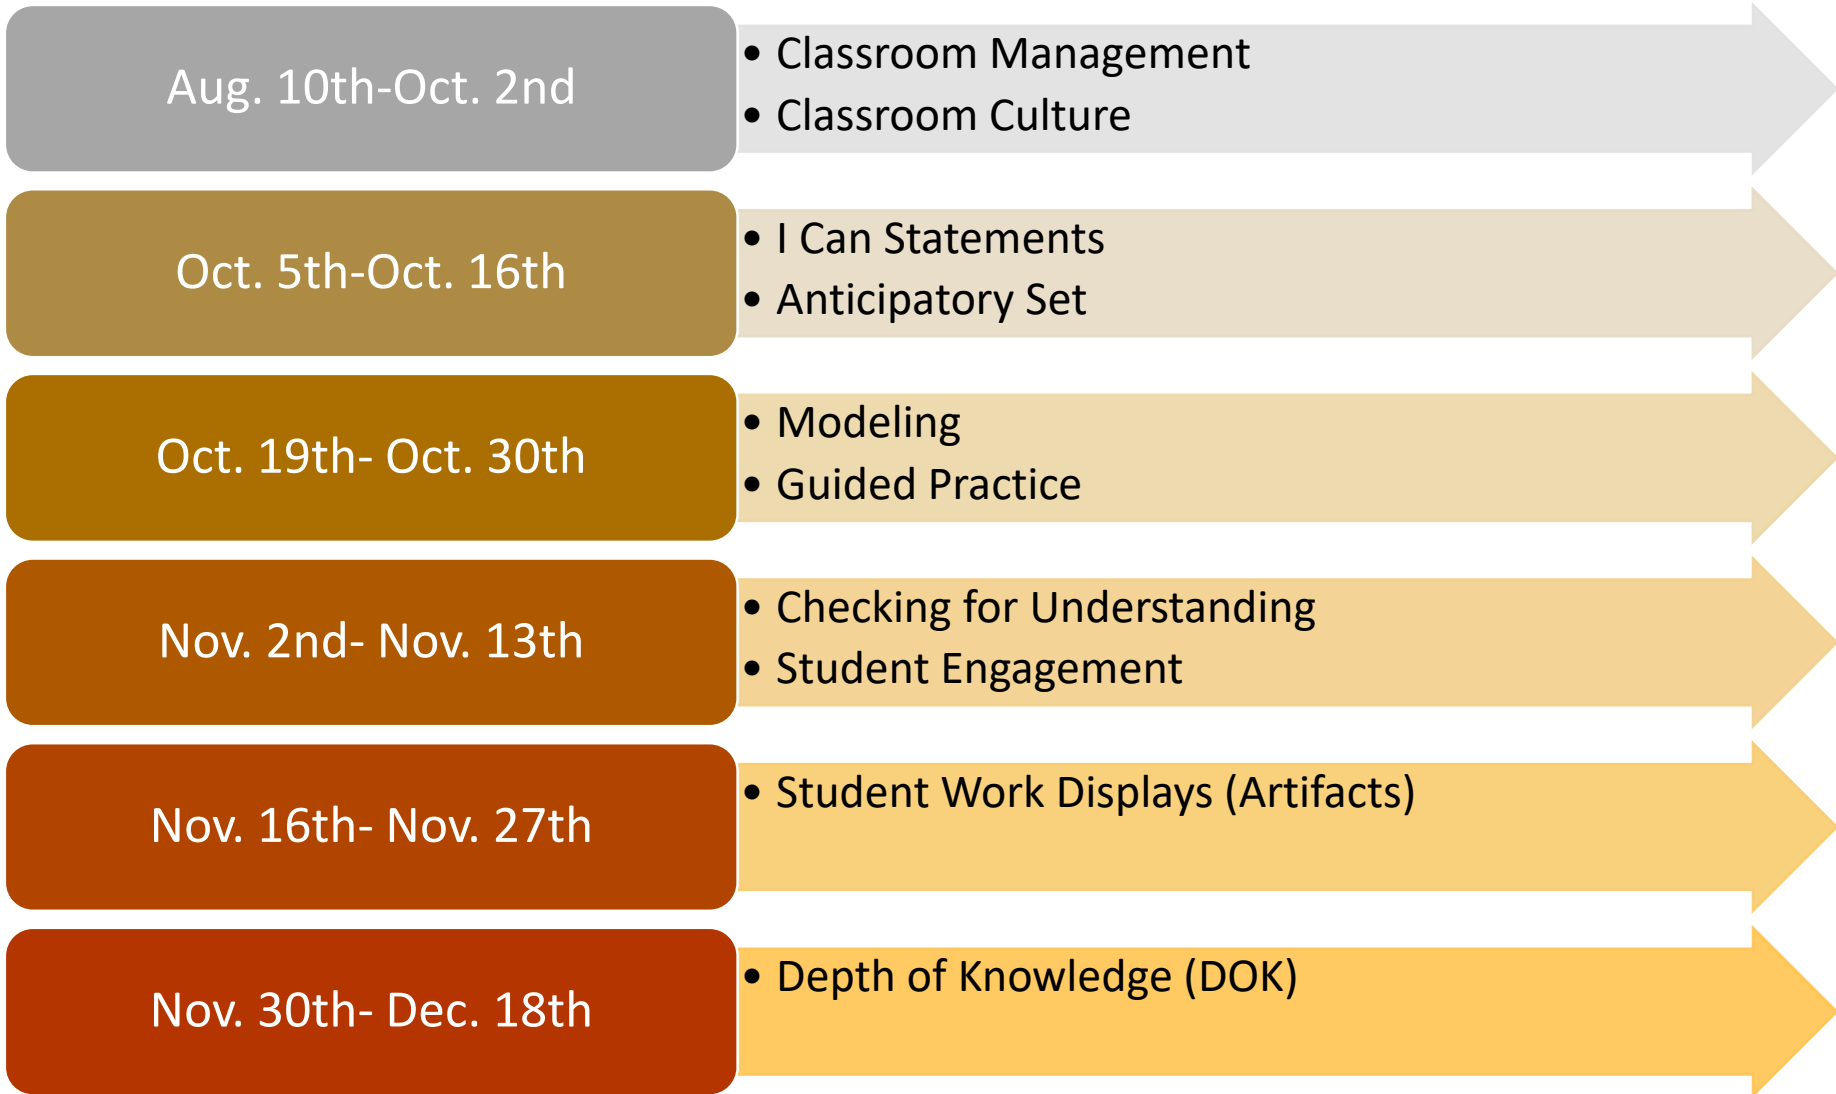 Aug. 10th-Oct. 2nd
• Classroom Management
• Classroom Culture
Oct. 5th-Oct. 16th
• I Can Statements
• Anticipatory Set
Oct. 19th- Oct. 30th
• Modeling
• Guided Practice
Nov. 2nd- Nov. 13th
• Checking for Understanding
• Student Engagement
Nov. 16th- Nov. 27th
• Student Work Displays (Artifacts)
Nov. 30th- Dec. 18th
• Depth of Knowledge (DOK)